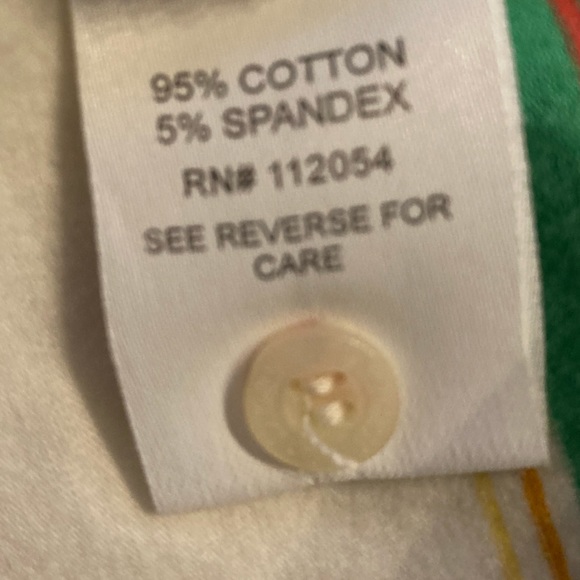 95% COTTON
5% SPANDEX
RN# 112054
SEE REVERSE FOR
CARE